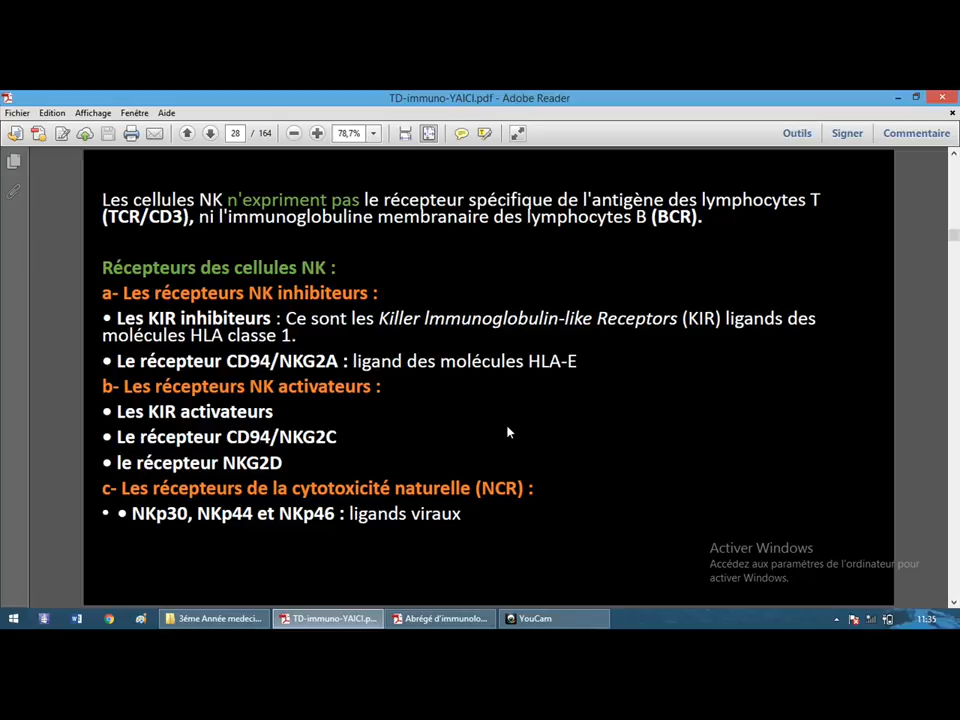 TD-immuno-YAICI.pdf - Adobe Reader
Fichier Edition Affichage Fenêtre Aide
28 / 164 78,7% Outils Signer Commentaire
Les cellules NK n'expriment pas le récepteur spécifique de l'antigène des lymphocytes T
(TCR/CD3), ni l'immunoglobuline membranaire des lymphocytes B (BCR).
Récepteurs des cellules NK :
a- Les récepteurs NK inhibiteurs :
• Les KIR inhibiteurs : Ce sont les Killer lmmunoglobulin-like Receptors (KIR) ligands des
molécules HLA classe 1.
• Le récepteur CD94/NKG2A : ligand des molécules HLA-E
b- Les récepteurs NK activateurs :
• Les KIR activateurs
• Le récepteur CD94/NKG2C
• le récepteur NKG2D
c- Les récepteurs de la cytotoxicité naturelle (NCR) :
• • NKp30, NKp44 et NKp46 : ligands viraux
Activer Windows
Accédez aux paramètres de l'ordinateur pour
activer Windows.
3éme Année medeci... TD-immuno-YAICI.p... Abrégé d'immunolo... YouCam 11:35